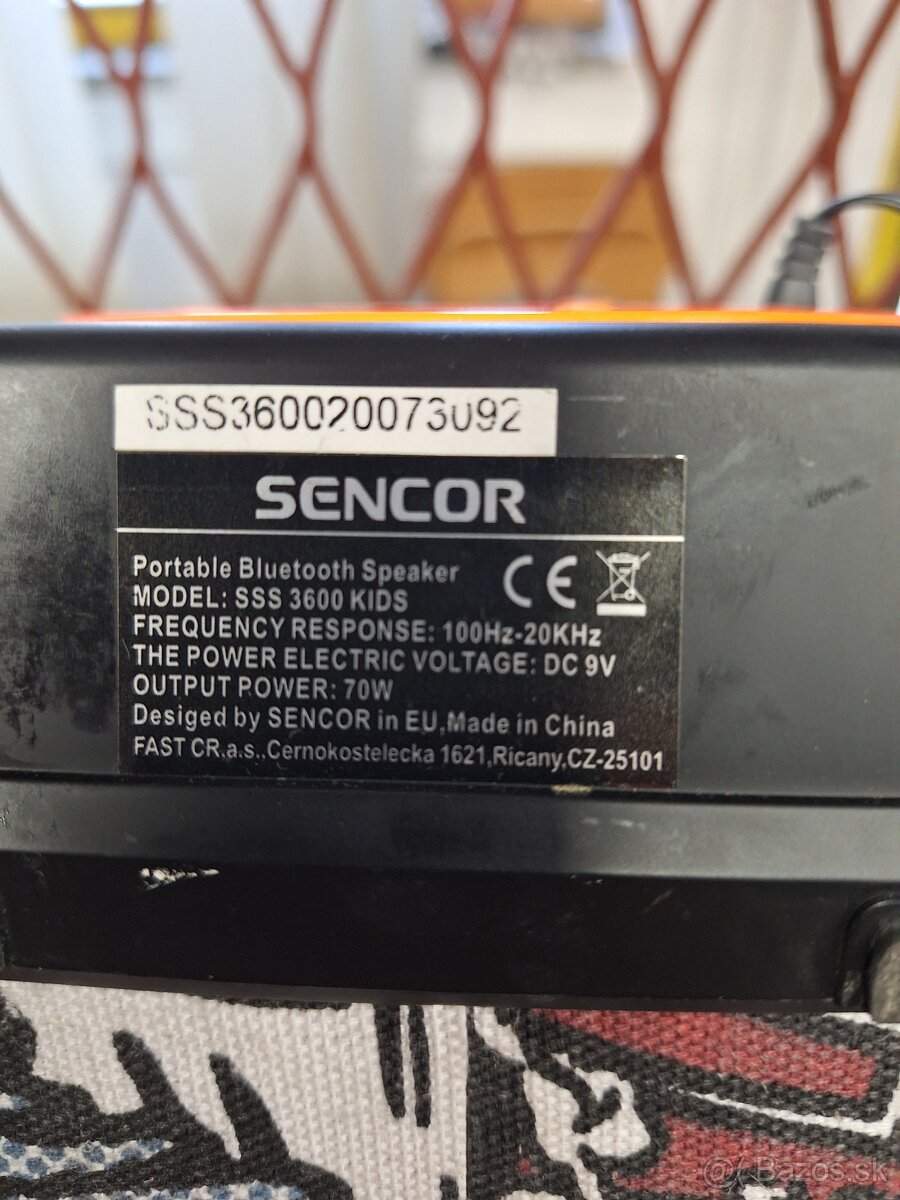 SSS360020073092
SENCOR
Portable Bluetooth Speaker
CE
MODEL: SSS 3600 KIDS
FREQUENCY RESPONSE: 100Hz-20KHz
THE POWER ELECTRIC VOLTAGE: DC 9V
OUTPUT POWER: 70W
Desiged by SENCOR in EU,Made in China
FAST CR,a.s.,Cernokostelecka 1621,Ricany,CZ-25101
@ Bazos.sk